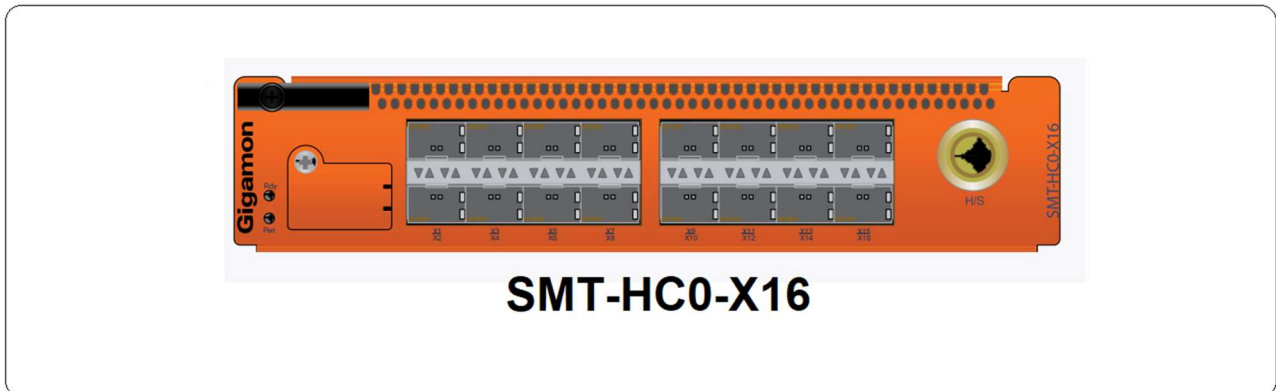 Gigamon
Rdy
Pwr
X1
X2
X3
X4
X5
X6
X7
X8
X9
X10
X11
X12
X13
X14
X15
X16
H/S
SMT-HC0-X16
SMT-HC0-X16